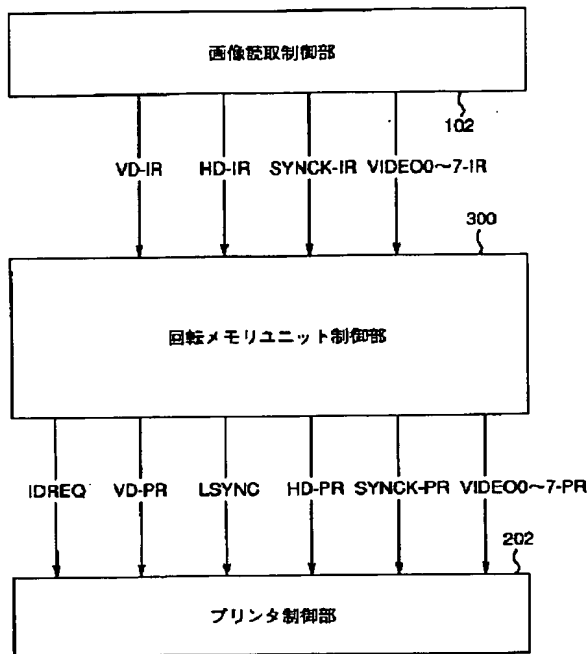 画像読取制御部
102
VD-IR HD-IR SYNCK-IR VIDEO0～7-IR
300
回転メモリユニット制御部
IDREQ VD-PR LSYNC HD-PR SYNCK-PR VIDEO0～7-PR
202
プリンタ制御部